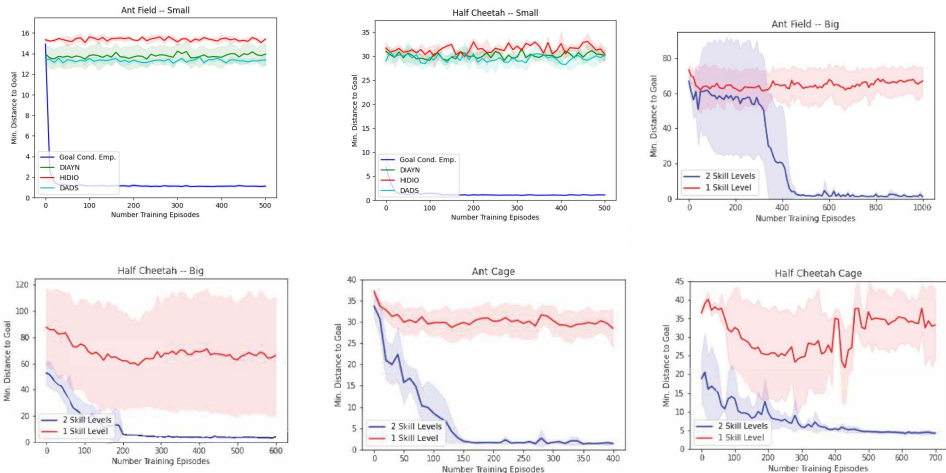 Ant Field -- Small
Min. Distance to Goal
16
14
12
10
8
6
4
2
0
Goal Cond. Emp.
DIAYN
HIDIO
DADS
0 100 200 300 400 500
Number Training Episodes
Half Cheetah -- Small
Min. Distance to Goal
35
30
25
20
15
10
5
0
Goal Cond. Emp.
DIAYN
HIDIO
DADS
0 100 200 300 400 500
Number Training Episodes
Ant Field -- Big
Min. Distance to Goal
80
60
40
20
0
2 Skill Levels
1 Skill Level
0 200 400 600 800 1000
Number Training Episodes
Half Cheetah -- Big
Min. Distance to Goal
120
100
80
60
40
20
0
2 Skill Levels
1 Skill Level
0 100 200 300 400 500 600
Number Training Episodes
Ant Cage
Min. Distance to Goal
40
35
30
25
20
15
10
5
0
2 Skill Levels
1 Skill Level
0 50 100 150 200 250 300 350 400
Number Training Episodes
Half Cheetah Cage
Min. Distance to Goal
45
40
35
30
25
20
15
10
5
0
2 Skill Levels
1 Skill Level
0 100 200 300 400 500 600 700
Number Training Episodes